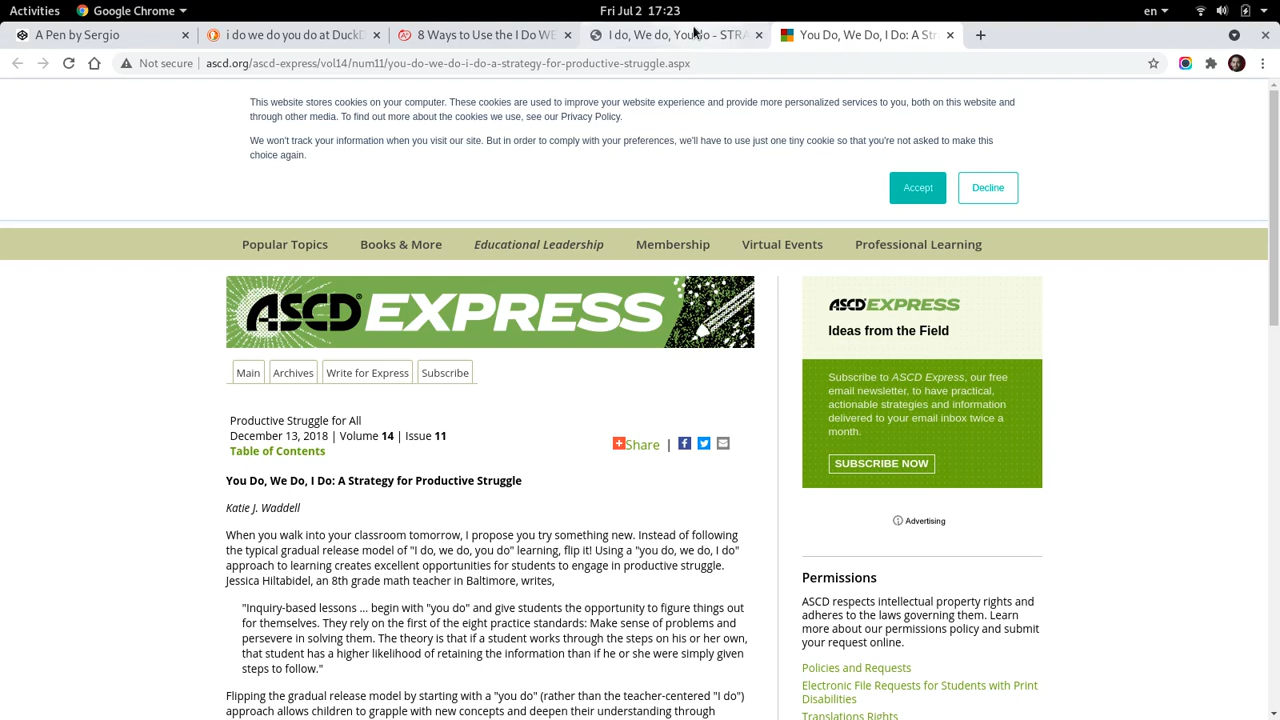 Activities
Google Chrome
Fri Jul 2 17:23
en
A Pen by Sergio
i do we do you do at DuckD
8 Ways to Use the I Do WE
I do, We do, You do - STRA
You Do, We Do, I Do: A Str
Not secure
ascd.org/ascd-express/vol14/num11/you-do-we-do-i-do-a-strategy-for-productive-struggle.aspx
This website stores cookies on your computer. These cookies are used to improve your website experience and provide more personalized services to you, both on this website and
through other media. To find out more about the cookies we use, see our Privacy Policy.
We won't track your information when you visit our site. But in order to comply with your preferences, we'll have to use just one tiny cookie so that you're not asked to make this
choice again.
Accept
Decline
Popular Topics
Books & More
Educational Leadership
Membership
Virtual Events
Professional Learning
ASCD EXPRESS
Main
Archives
Write for Express
Subscribe
Productive Struggle for All
December 13, 2018 | Volume 14 | Issue 11
Table of Contents
Share |
You Do, We Do, I Do: A Strategy for Productive Struggle
Katie J. Waddell
When you walk into your classroom tomorrow, I propose you try something new. Instead of following
the typical gradual release model of "I do, we do, you do" learning, flip it! Using a "you do, we do, I do"
approach to learning creates excellent opportunities for students to engage in productive struggle.
Jessica Hiltabidel, an 8th grade math teacher in Baltimore, writes,
"Inquiry-based lessons ... begin with "you do" and give students the opportunity to figure things out
for themselves. They rely on the first of the eight practice standards: Make sense of problems and
persevere in solving them. The theory is that if a student works through the steps on his or her own,
that student has a higher likelihood of retaining the information than if he or she were simply given
steps to follow."
Flipping the gradual release model by starting with a "you do" (rather than the teacher-centered "I do")
approach allows children to grapple with new concepts and deepen their understanding through
ASCD EXPRESS
Ideas from the Field
Subscribe to ASCD Express, our free
email newsletter, to have practical,
actionable strategies and information
delivered to your email inbox twice a
month.
SUBSCRIBE NOW
Advertising
Permissions
ASCD respects intellectual property rights and
adheres to the laws governing them. Learn
more about our permissions policy and submit
your request online.
Policies and Requests
Electronic File Requests for Students with Print
Disabilities
Translations Rights